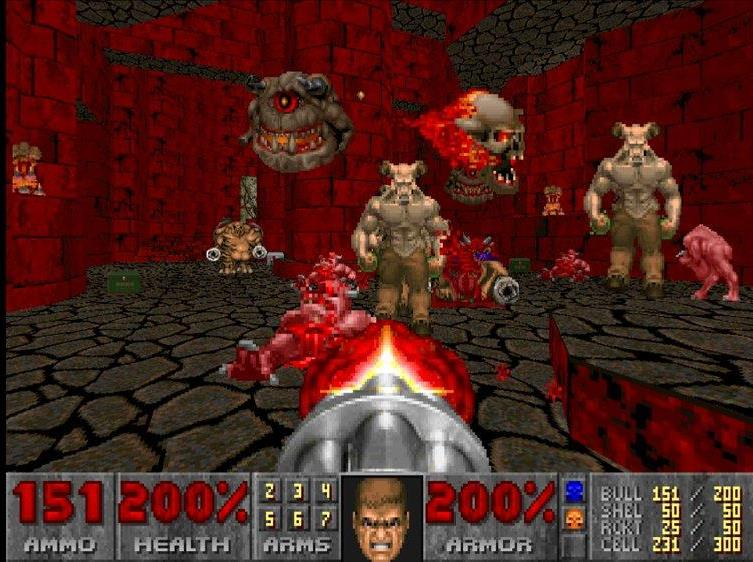 151 200% 2 3 4 200% BULL 151 / 200
SHEL 50 / 50
5 6 7 RCKT 25 / 50
AMMO HEALTH ARMS ARMOR CELL 231 / 300